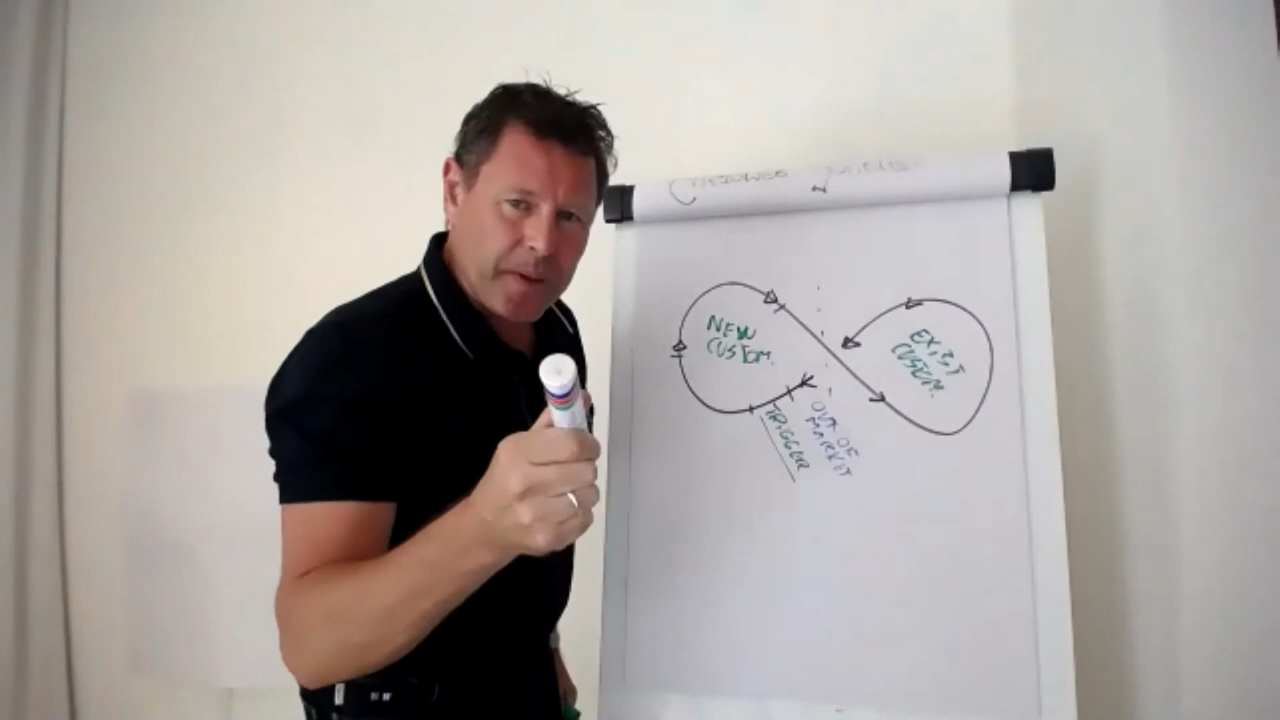 NEW
CUSTOM.
EXIST
CUSTOM.
TRIGGER
OUT OF
MARKET